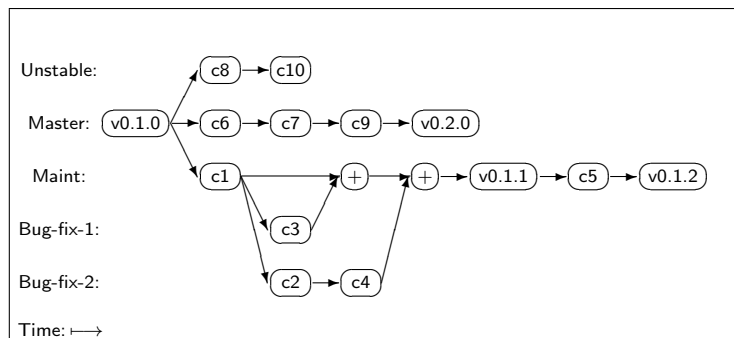 Unstable: c8 c10
Master: v0.1.0 c6 c7 c9 v0.2.0
Maint: c1 + + v0.1.1 c5 v0.1.2
Bug-fix-1: c3
Bug-fix-2: c2 c4
Time: ⟼